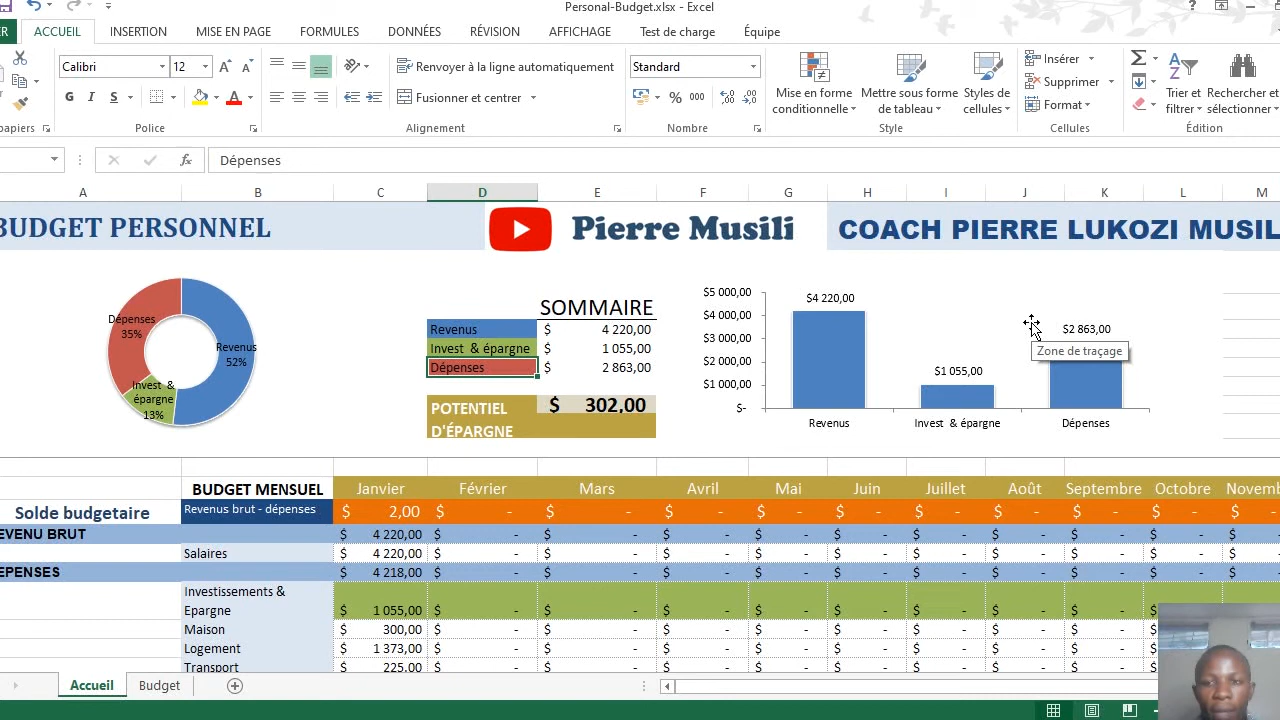 Personal-Budget.xlsx - Excel
?
ACCUEIL INSERTION MISE EN PAGE FORMULES DONNÉES RÉVISION AFFICHAGE Test de charge Équipe
Calibri 12 Renvoyer à la ligne automatiquement Standard Insérer
G I S A Fusionner et centrer % 000 Mise en forme conditionnelle Mettre sous forme de tableau Styles de cellules Supprimer Format Trier et filtrer Rechercher et sélectionner
Police Alignement Nombre Style Cellules Édition
fx Dépenses
A B C D E F G H I J K L M
BUDGET PERSONNEL Pierre Musili COACH PIERRE LUKOZI MUSIL
Dépenses
35%
Revenus
52%
Invest &
épargne
13%
SOMMAIRE
Revenus $ 4 220,00
Invest & épargne $ 1 055,00
Dépenses $ 2 863,00
POTENTIEL D'ÉPARGNE $ 302,00
$5 000,00
$4 000,00
$3 000,00
$2 000,00
$1 000,00
$-
$4 220,00
$1 055,00
$2 863,00
Zone de traçage
Revenus Invest & épargne Dépenses
BUDGET MENSUEL Janvier Février Mars Avril Mai Juin Juillet Août Septembre Octobre Novemb
Solde budgetaire Revenus brut - dépenses $ 2,00 $ - $ - $ - $ - $ - $ - $ - $ - $ - $
EVENU BRUT $ 4 220,00 $ - $ - $ - $ - $ - $ - $ - $ - $ - $
Salaires $ 4 220,00 $ - $ - $ - $ - $ - $ - $ - $ - $ - $
EPENSES $ 4 218,00 $ - $ - $ - $ - $ - $ - $ - $ - $ - $
Investissements &
Epargne $ 1 055,00 $ - $ - $ - $ - $ - $ - $ - $ - $
Maison $ 300,00 $ - $ - $ - $ - $ - $ - $ - $ -
Logement $ 1 373,00 $ - $ - $ - $ - $ - $ - $ - $ -
Transport $ 225,00 $ - $ - $ - $ - $ - $ - $ - $ -
Accueil Budget